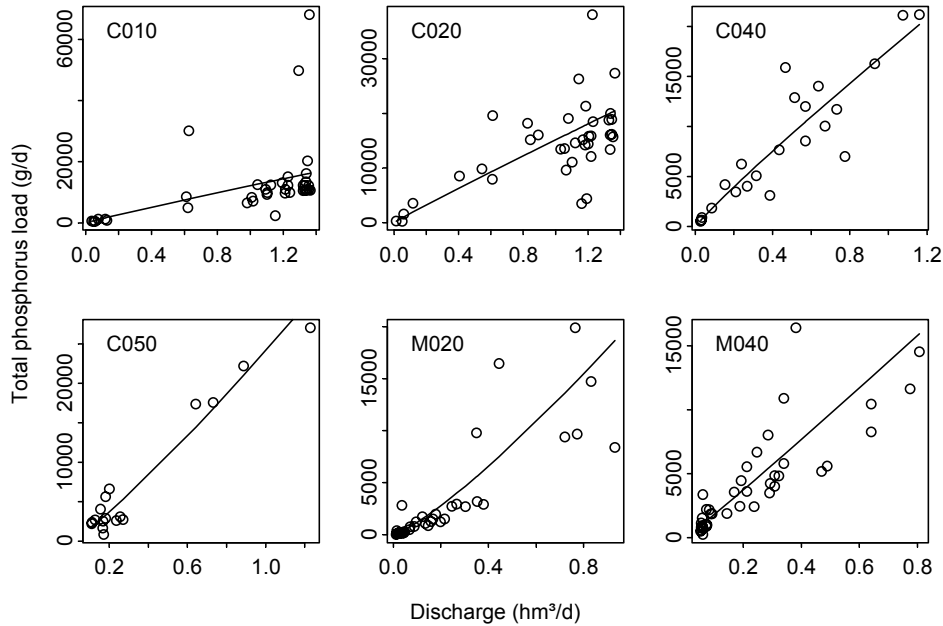 Total phosphorus load (g/d)
C010
0 20000 60000
0.0 0.4 0.8 1.2
C020
0 10000 30000
0.0 0.4 0.8 1.2
C040
0 5000 15000
0.0 0.4 0.8 1.2
C050
0 10000 20000
0.2 0.6 1.0
M020
0 5000 15000
0.0 0.4 0.8
M040
0 5000 15000
0.2 0.4 0.6 0.8
Discharge (hm³/d)